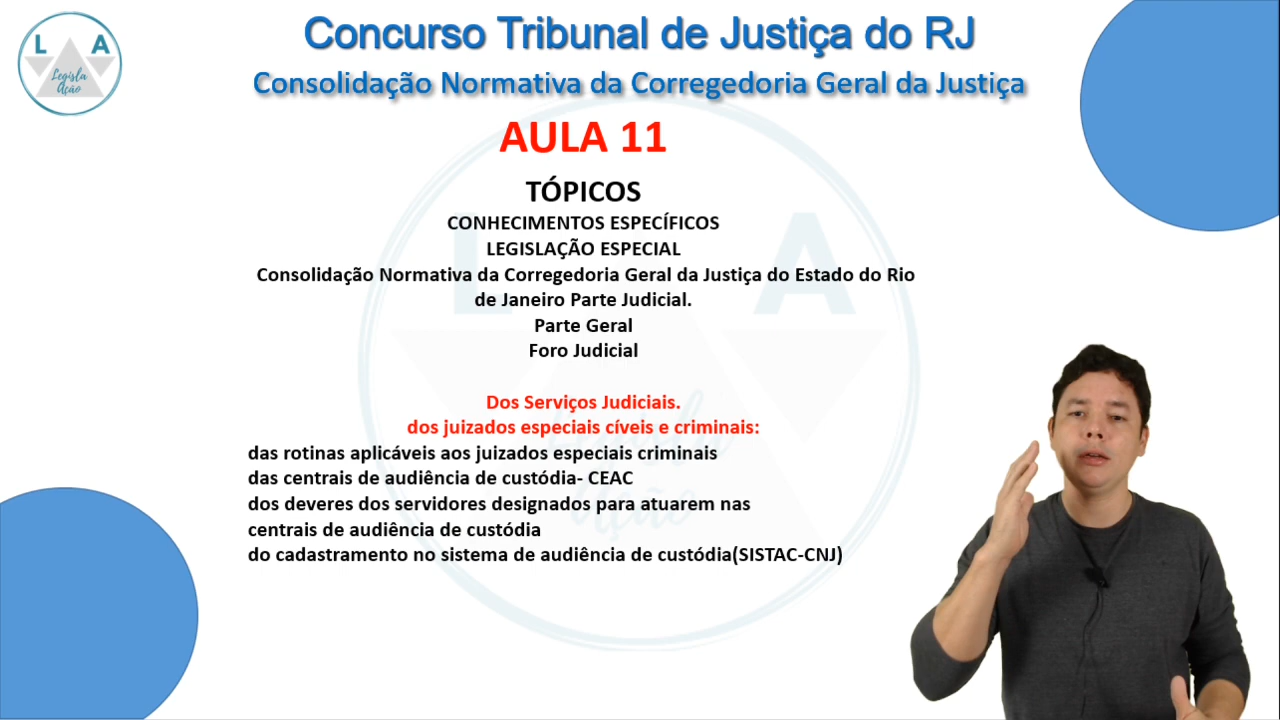 L A
Legisla
Ação
Concurso Tribunal de Justiça do RJ
Consolidação Normativa da Corregedoria Geral da Justiça
AULA 11
TÓPICOS
CONHECIMENTOS ESPECÍFICOS
LEGISLAÇÃO ESPECIAL
Consolidação Normativa da Corregedoria Geral da Justiça do Estado do Rio
de Janeiro Parte Judicial.
Parte Geral
Foro Judicial
Dos Serviços Judiciais.
dos juizados especiais cíveis e criminais:
das rotinas aplicáveis aos juizados especiais criminais
das centrais de audiência de custódia- CEAC
dos deveres dos servidores designados para atuarem nas
centrais de audiência de custódia
do cadastramento no sistema de audiência de custódia(SISTAC-CNJ)
L A
Legisla
Ação